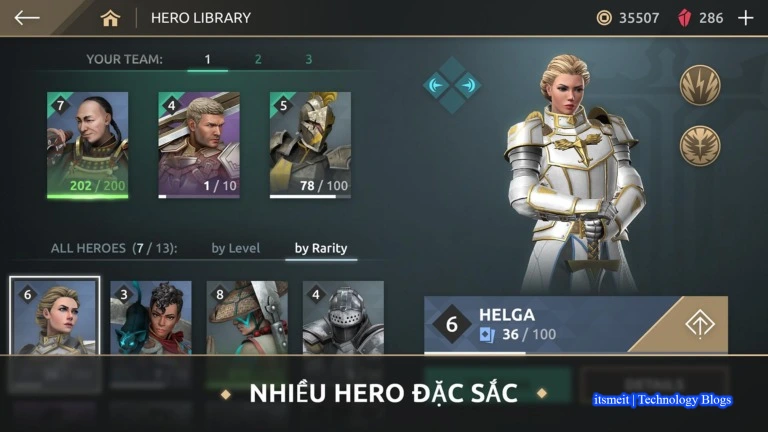 HERO LIBRARY
35507
286
YOUR TEAM: 1 2 3
7
202 / 200
4
1 / 10
5
78 / 100
ALL HEROES (7 / 13): by Level by Rarity
6
3
8
4
HELGA
6
36 / 100
NHIỀU HERO ĐẶC SẮC
itsmeit | Technology Blogs